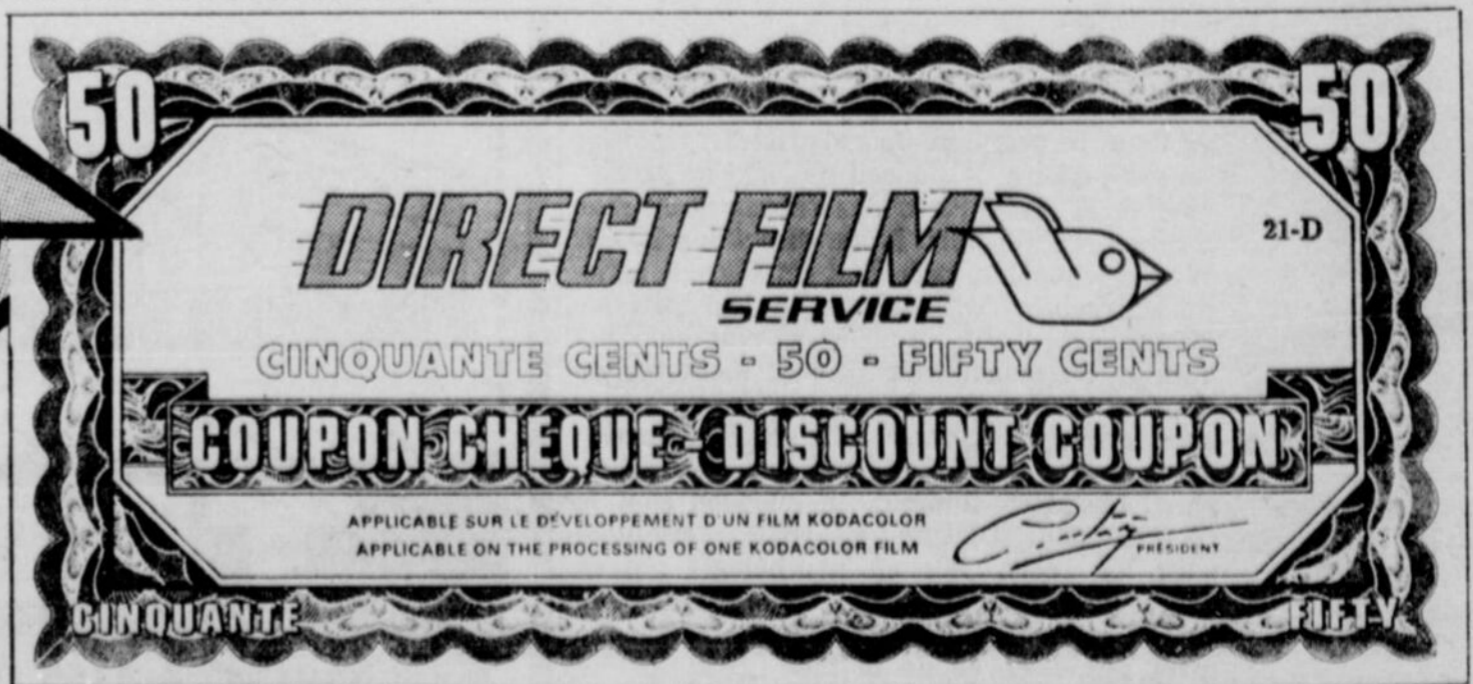 50 50
DIRECT FILM
21-D
SERVICE
CINQUANTE CENTS - 50 - FIFTY CENTS
COUPON CHEQUE - DISCOUNT COUPON
APPLICABLE SUR LE DÉVELOPPEMENT D'UN FILM KODACOLOR
APPLICABLE ON THE PROCESSING OF ONE KODACOLOR FILM
PRÉSIDENT
CINQUANTE FIFTY